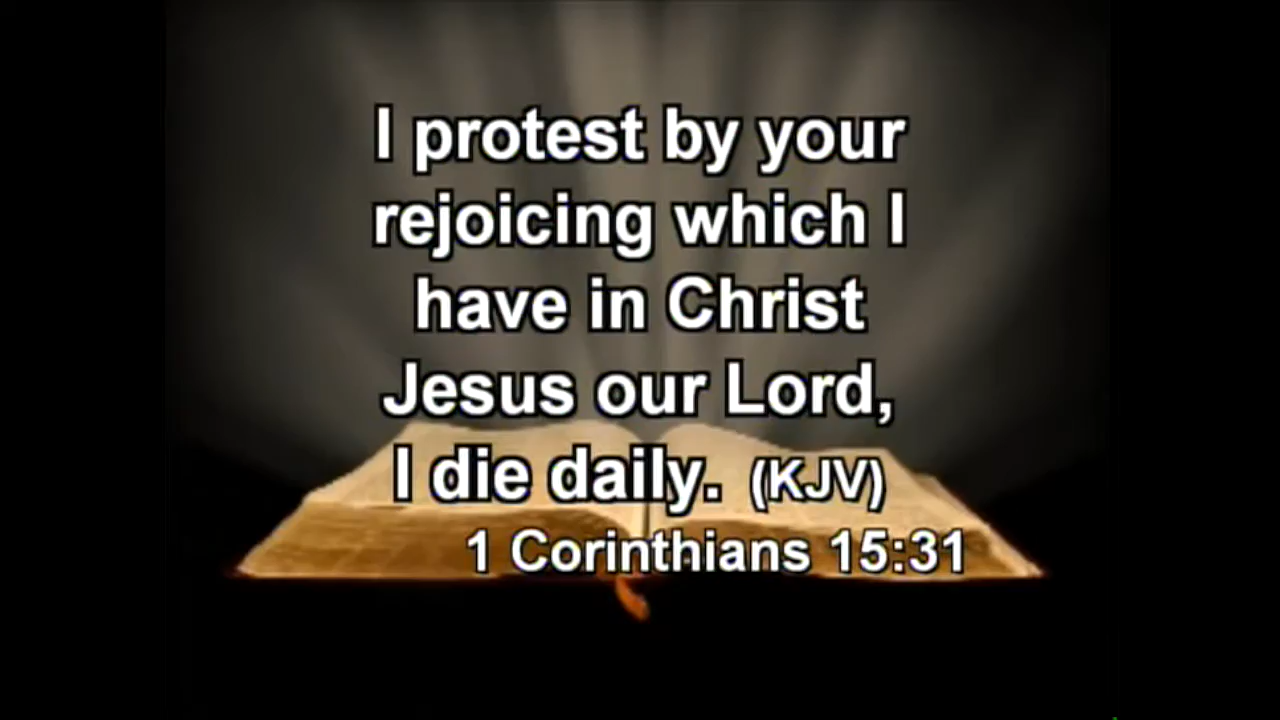 I protest by your
rejoicing which I
have in Christ
Jesus our Lord,
I die daily. (KJV)
1 Corinthians 15:31